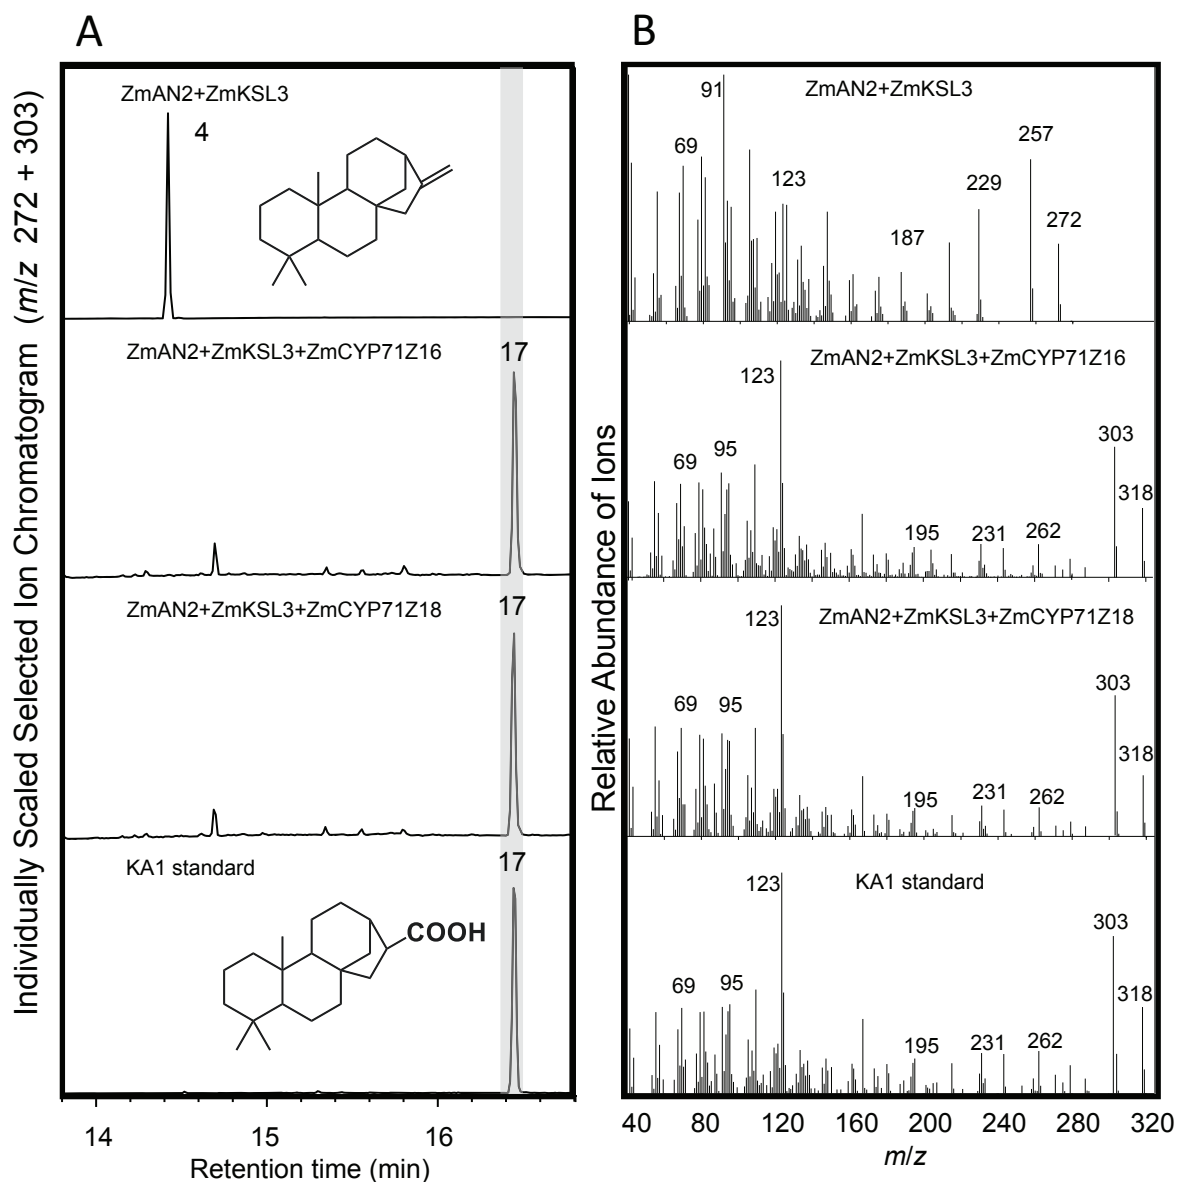 A
Individually Scaled Selected Ion Chromatogram (m/z 272 + 303)
ZmAN2+ZmKSL3
4
ZmAN2+ZmKSL3+ZmCYP71Z16
17
ZmAN2+ZmKSL3+ZmCYP71Z18
17
KA1 standard
17
COOH
14 15 16
Retention time (min)
B
Relative Abundance of Ions
ZmAN2+ZmKSL3
69 91 123 187 229 257 272
ZmAN2+ZmKSL3+ZmCYP71Z16
69 95 123 195 231 262 303 318
ZmAN2+ZmKSL3+ZmCYP71Z18
69 95 123 195 231 262 303 318
KA1 standard
69 95 123 195 231 262 303 318
40 80 120 160 200 240 280 320
m/z